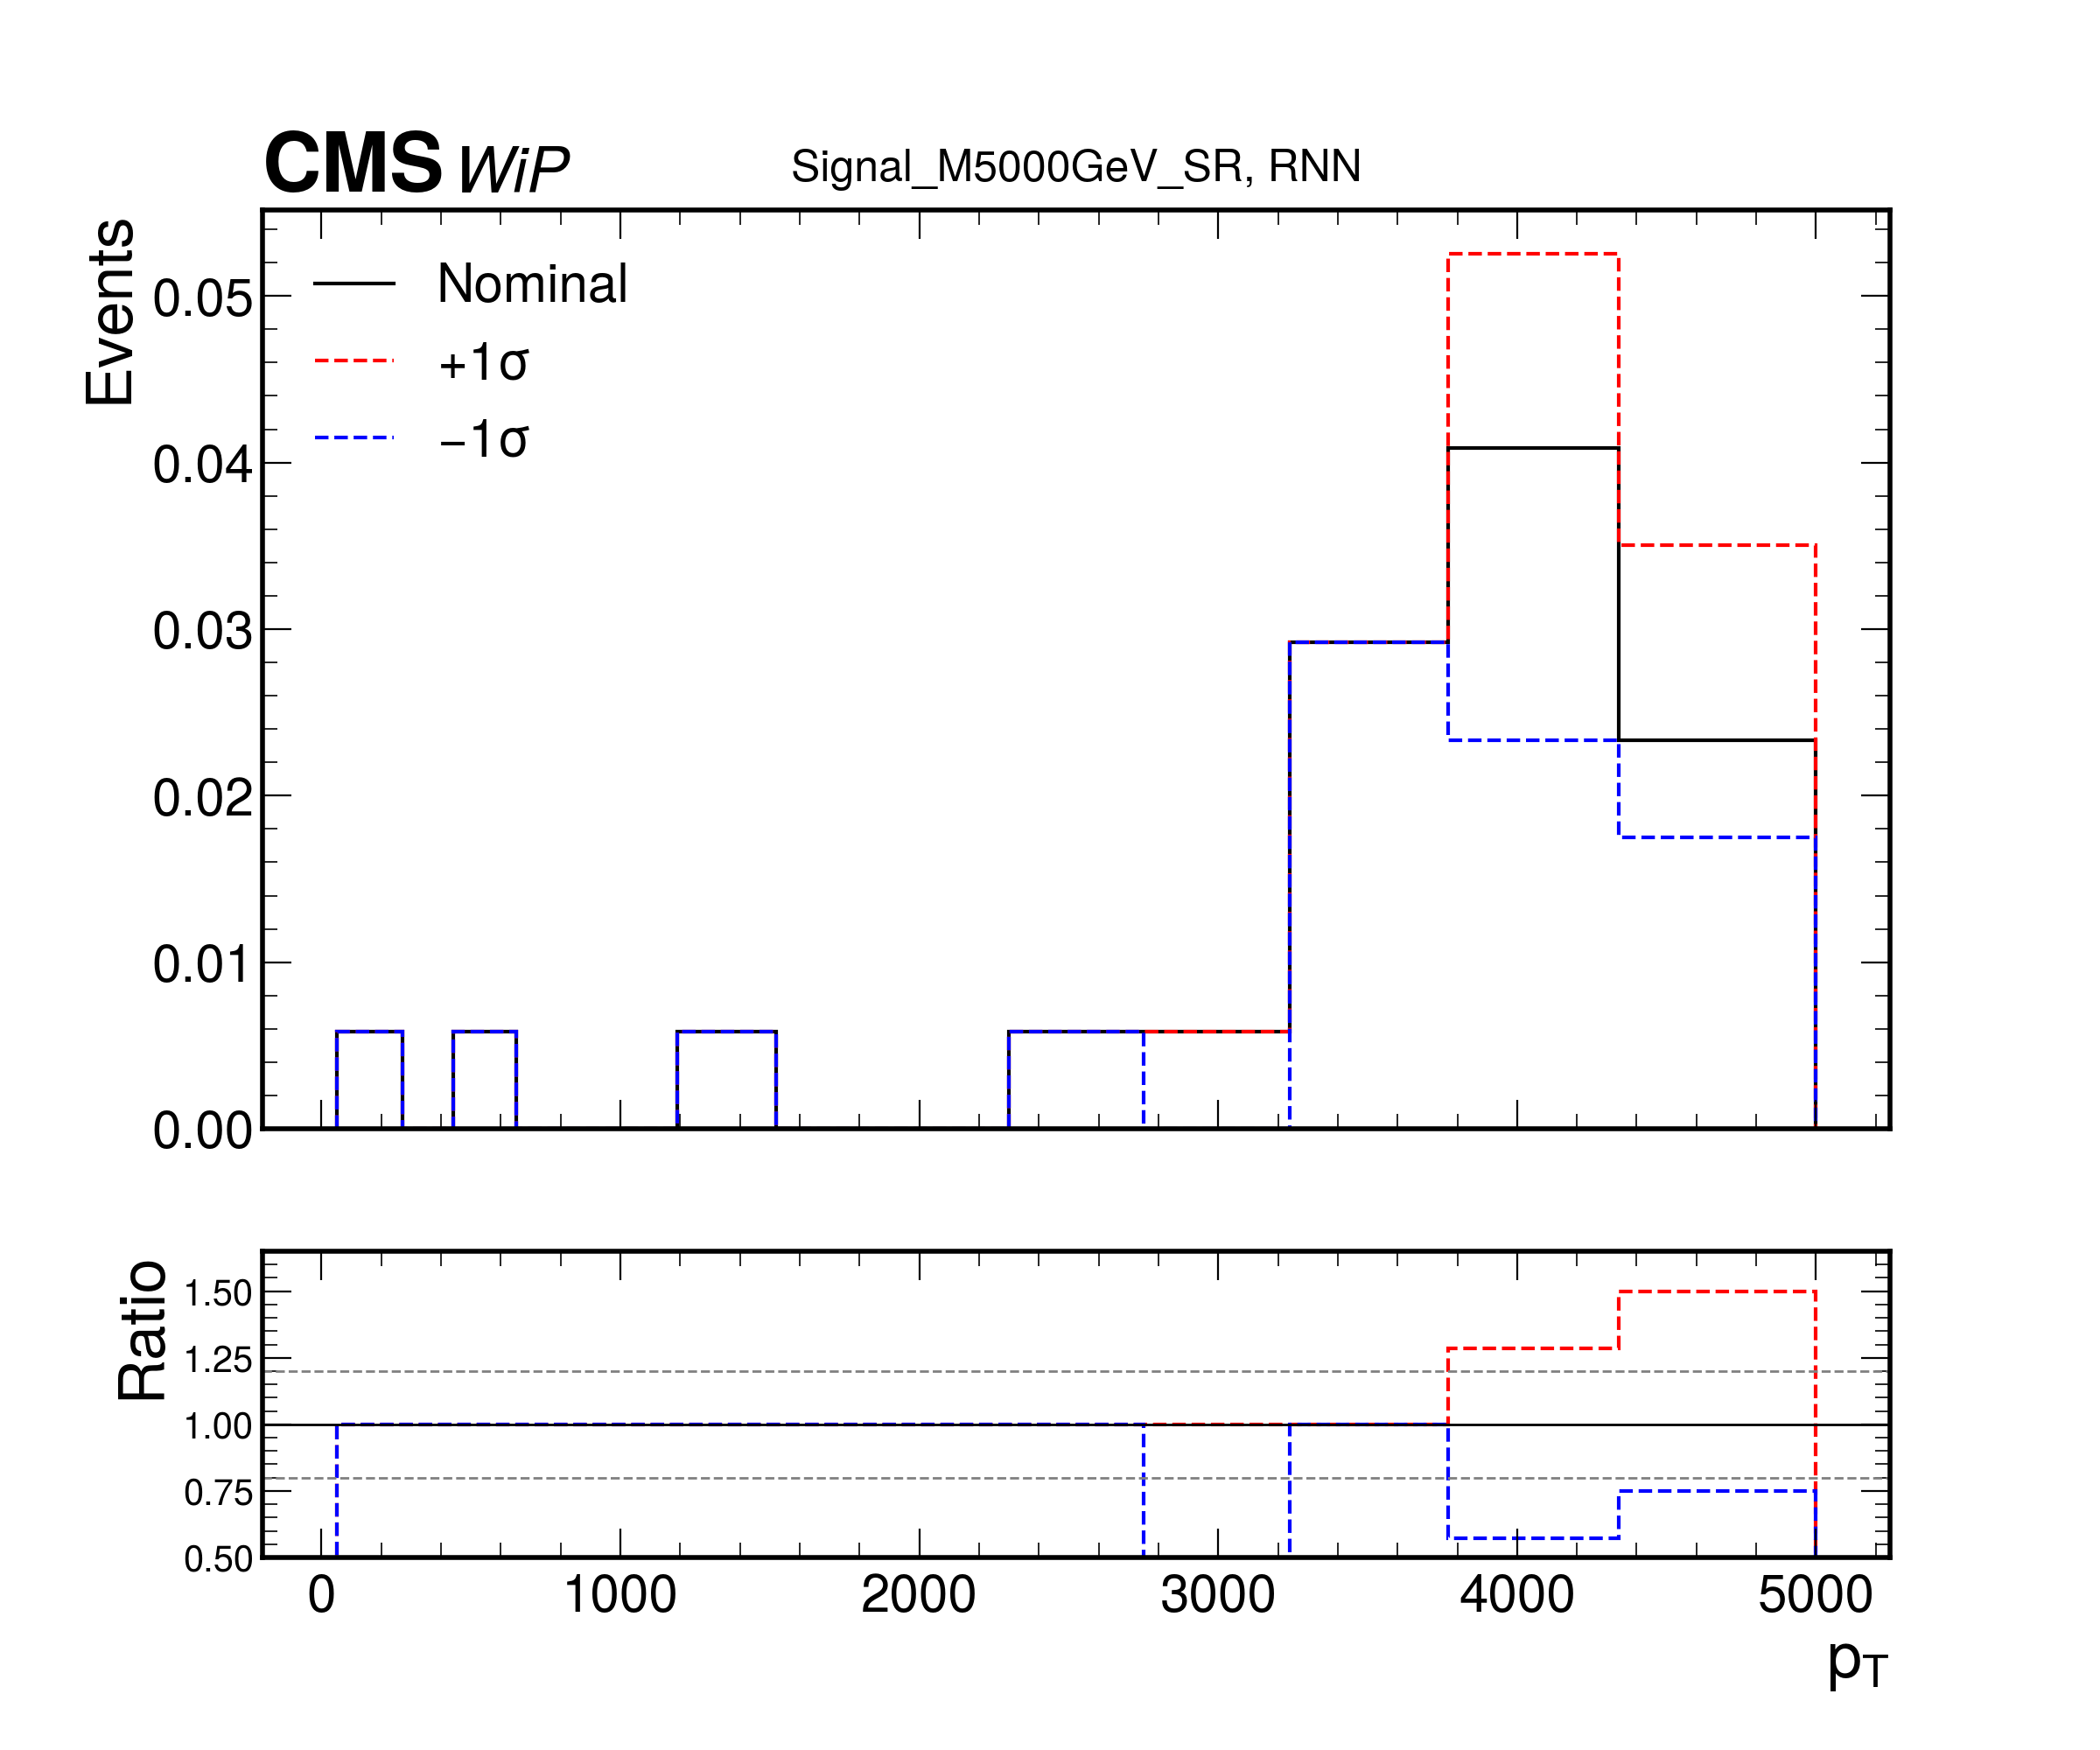 CMS WiP
Signal_M5000GeV_SR, RNN
Events
0.05
0.04
0.03
0.02
0.01
0.00
Nominal
+1σ
−1σ
Ratio
1.50
1.25
1.00
0.75
0.50
0 1000 2000 3000 4000 5000
pT